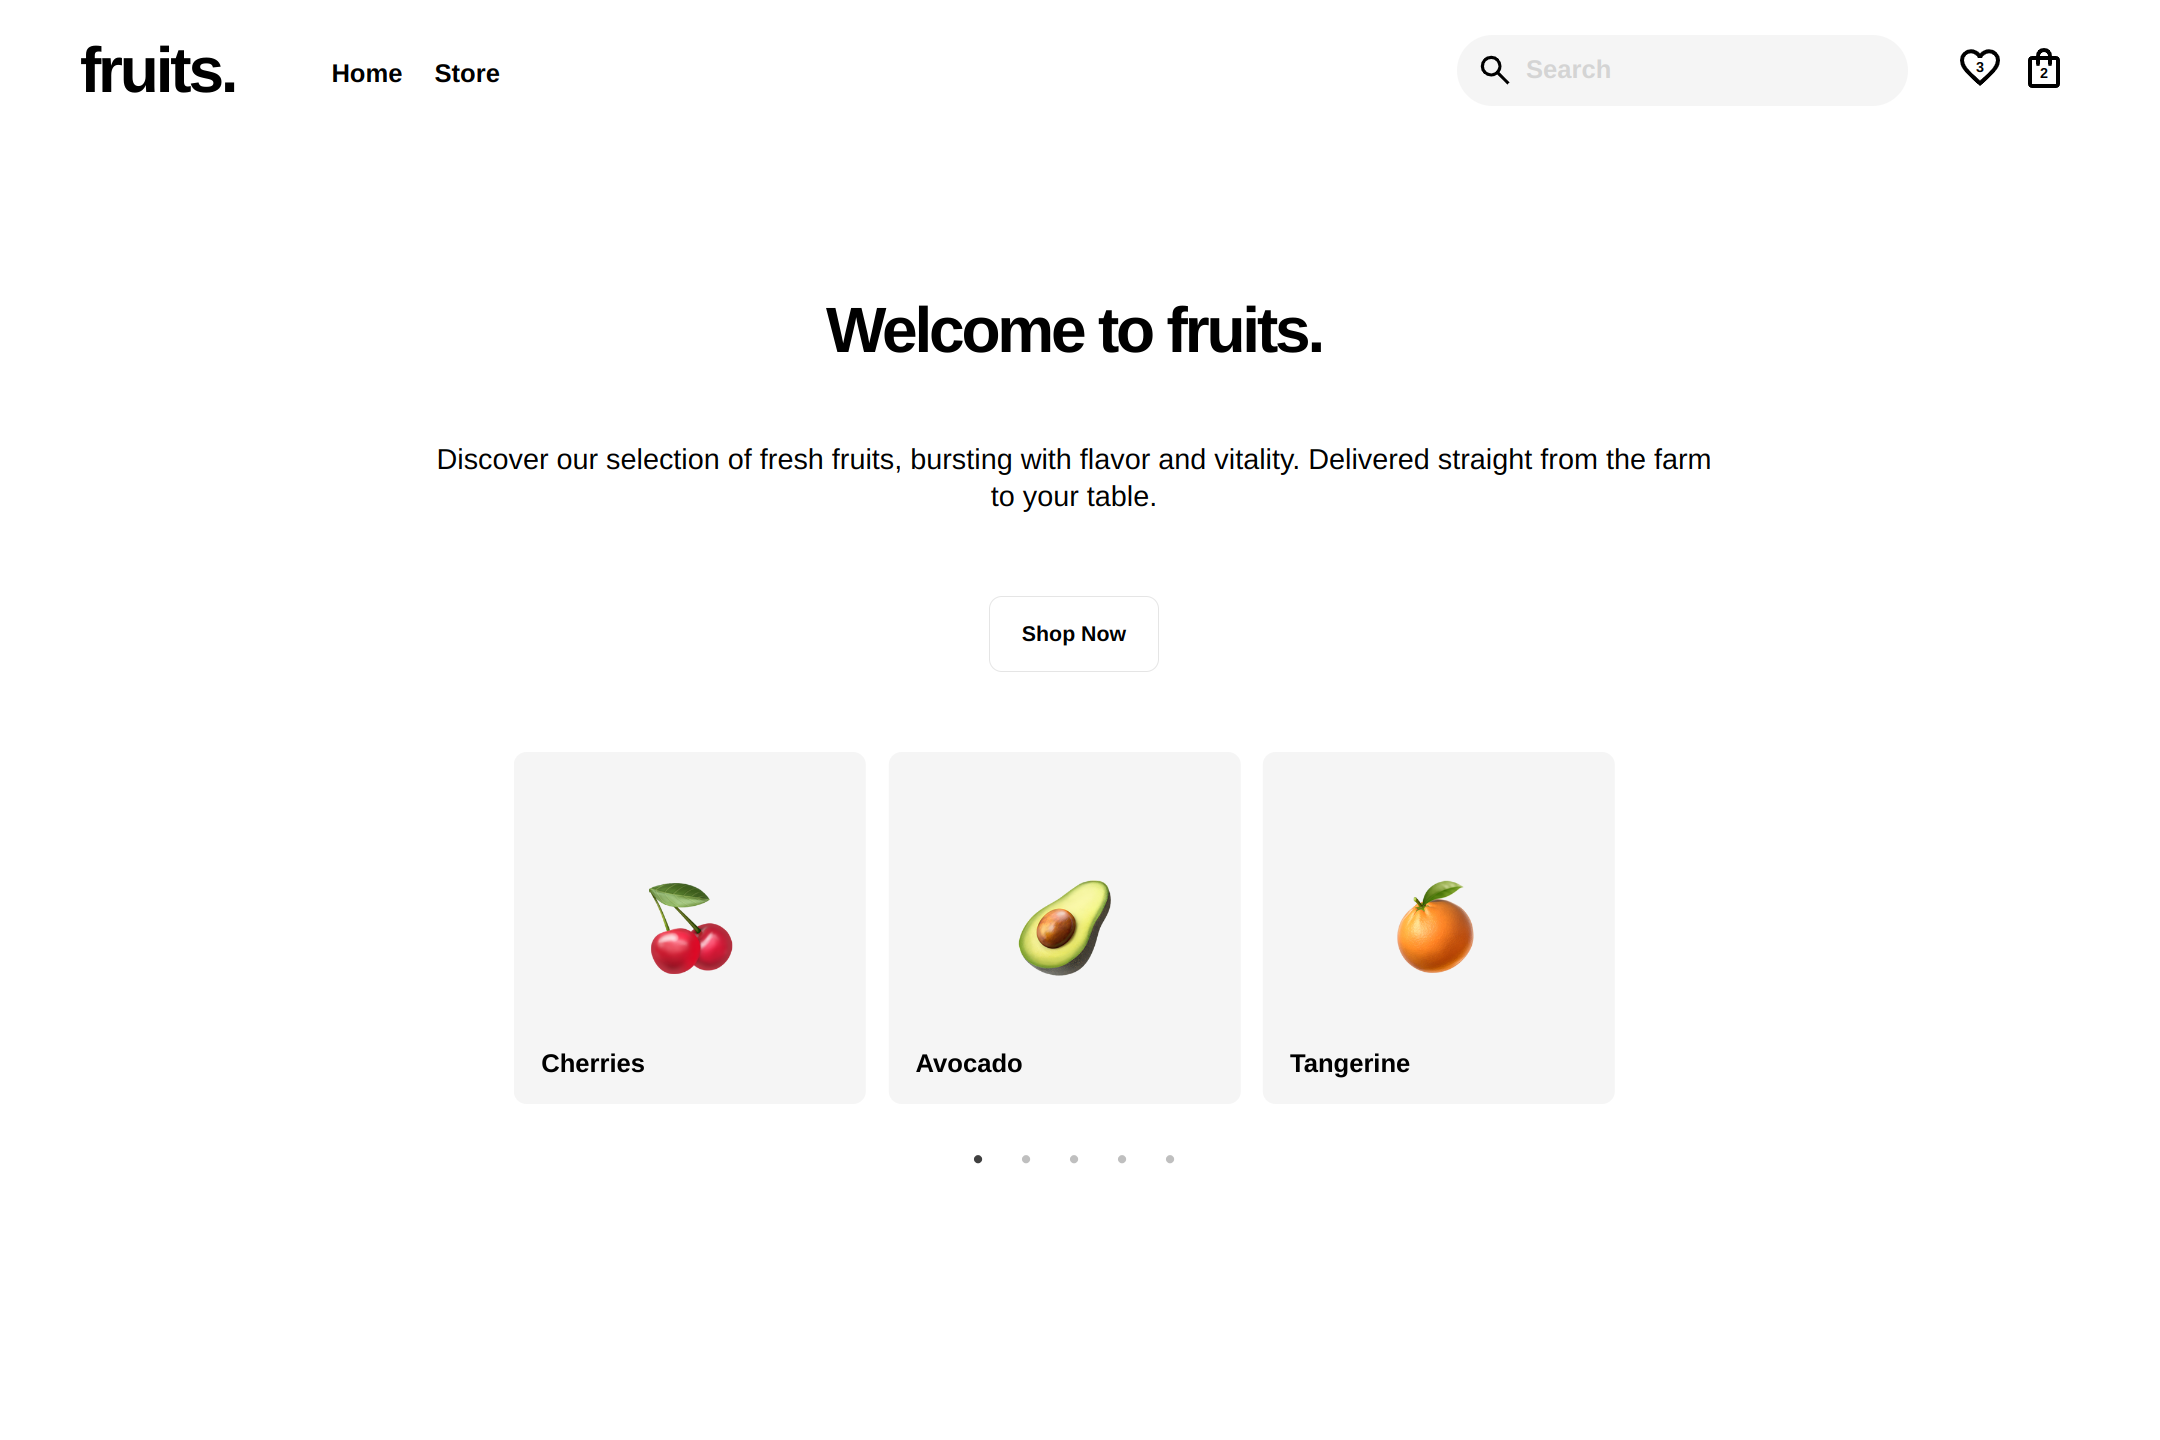 fruits.
Home
Store
Search
3
2
Welcome to fruits.
Discover our selection of fresh fruits, bursting with flavor and vitality. Delivered straight from the farm
to your table.
Shop Now
Cherries
Avocado
Tangerine